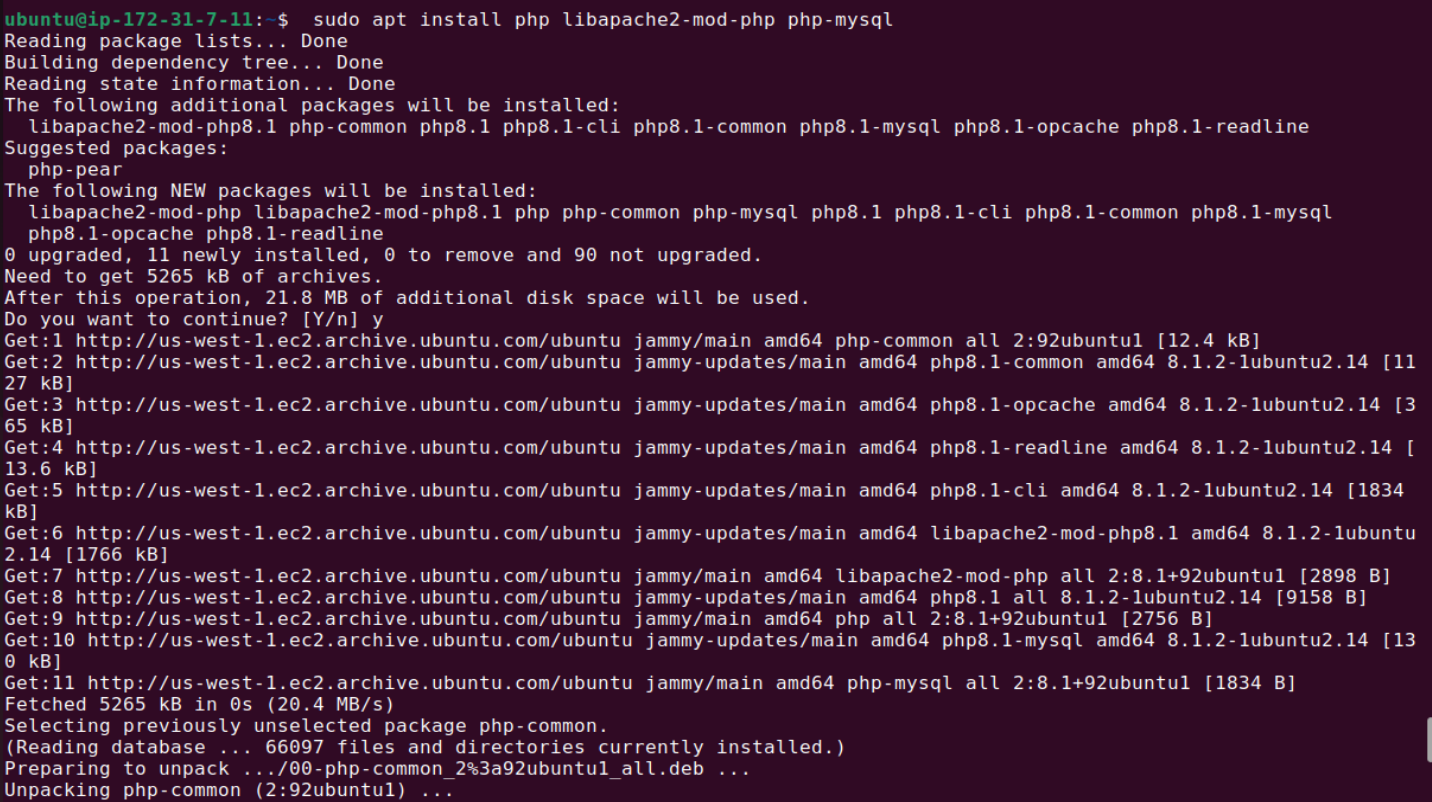 ubuntu@ip-172-31-7-11:~$  sudo apt install php libapache2-mod-php php-mysql
Reading package lists... Done
Building dependency tree... Done
Reading state information... Done
The following additional packages will be installed:
  libapache2-mod-php8.1 php-common php8.1 php8.1-cli php8.1-common php8.1-mysql php8.1-opcache php8.1-readline
Suggested packages:
  php-pear
The following NEW packages will be installed:
  libapache2-mod-php libapache2-mod-php8.1 php php-common php-mysql php8.1 php8.1-cli php8.1-common php8.1-mysql
  php8.1-opcache php8.1-readline
0 upgraded, 11 newly installed, 0 to remove and 90 not upgraded.
Need to get 5265 kB of archives.
After this operation, 21.8 MB of additional disk space will be used.
Do you want to continue? [Y/n] y
Get:1 http://us-west-1.ec2.archive.ubuntu.com/ubuntu jammy/main amd64 php-common all 2:92ubuntu1 [12.4 kB]
Get:2 http://us-west-1.ec2.archive.ubuntu.com/ubuntu jammy-updates/main amd64 php8.1-common amd64 8.1.2-1ubuntu2.14 [11
27 kB]
Get:3 http://us-west-1.ec2.archive.ubuntu.com/ubuntu jammy-updates/main amd64 php8.1-opcache amd64 8.1.2-1ubuntu2.14 [3
65 kB]
Get:4 http://us-west-1.ec2.archive.ubuntu.com/ubuntu jammy-updates/main amd64 php8.1-readline amd64 8.1.2-1ubuntu2.14 [
13.6 kB]
Get:5 http://us-west-1.ec2.archive.ubuntu.com/ubuntu jammy-updates/main amd64 php8.1-cli amd64 8.1.2-1ubuntu2.14 [1834
kB]
Get:6 http://us-west-1.ec2.archive.ubuntu.com/ubuntu jammy-updates/main amd64 libapache2-mod-php8.1 amd64 8.1.2-1ubuntu
2.14 [1766 kB]
Get:7 http://us-west-1.ec2.archive.ubuntu.com/ubuntu jammy/main amd64 libapache2-mod-php all 2:8.1+92ubuntu1 [2898 B]
Get:8 http://us-west-1.ec2.archive.ubuntu.com/ubuntu jammy-updates/main amd64 php8.1 all 8.1.2-1ubuntu2.14 [9158 B]
Get:9 http://us-west-1.ec2.archive.ubuntu.com/ubuntu jammy/main amd64 php all 2:8.1+92ubuntu1 [2756 B]
Get:10 http://us-west-1.ec2.archive.ubuntu.com/ubuntu jammy-updates/main amd64 php8.1-mysql amd64 8.1.2-1ubuntu2.14 [13
0 kB]
Get:11 http://us-west-1.ec2.archive.ubuntu.com/ubuntu jammy/main amd64 php-mysql all 2:8.1+92ubuntu1 [1834 B]
Fetched 5265 kB in 0s (20.4 MB/s)
Selecting previously unselected package php-common.
(Reading database ... 66097 files and directories currently installed.)
Preparing to unpack .../00-php-common_2%3a92ubuntu1_all.deb ...
Unpacking php-common (2:92ubuntu1) ...